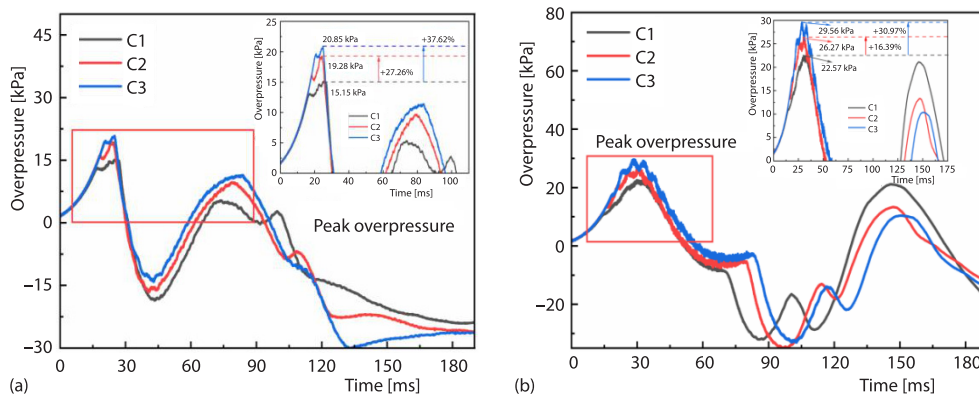 Overpressure [kPa]
45
30
15
0
−15
−30
0
30
60
90
120
150
180
Time [ms]
(a)
C1
C2
C3
Peak overpressure
Overpressure [kPa]
25
20
15
10
5
0
0
20
40
60
80
100
Time [ms]
20.85 kPa
+37.62%
19.28 kPa
+27.26%
15.15 kPa
C1
C2
C3
Overpressure [kPa]
80
60
40
20
0
−20
0
30
60
90
120
150
180
Time [ms]
(b)
C1
C2
C3
Peak overpressure
Overpressure [kPa]
30
25
20
15
10
5
0
0
25
50
75
100
125
150
175
Time [ms]
29.56 kPa
+30.97%
26.27 kPa
+16.39%
22.57 kPa
C1
C2
C3